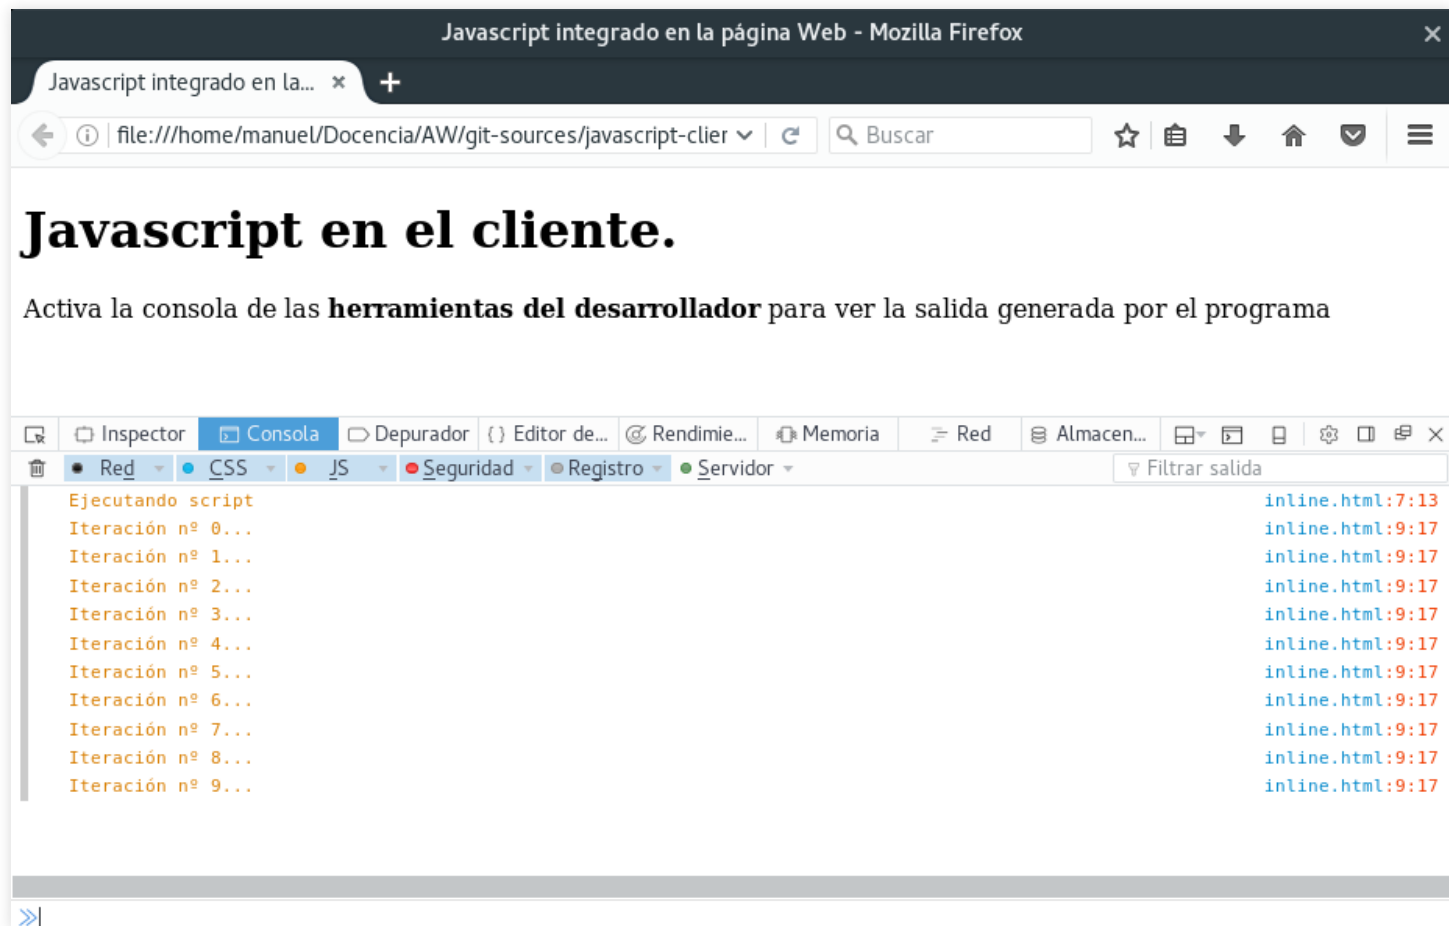 Javascript integrado en la página Web - Mozilla Firefox
Javascript integrado en la...
file:///home/manuel/Docencia/AW/git-sources/javascript-clier
Buscar
Javascript en el cliente.
Activa la consola de las herramientas del desarrollador para ver la salida generada por el programa
Inspector Consola Depurador {} Editor de... Rendimie... Memoria Red Almacen...
Red CSS JS Seguridad Registro Servidor Filtrar salida
Ejecutando script inline.html:7:13
Iteración nº 0... inline.html:9:17
Iteración nº 1... inline.html:9:17
Iteración nº 2... inline.html:9:17
Iteración nº 3... inline.html:9:17
Iteración nº 4... inline.html:9:17
Iteración nº 5... inline.html:9:17
Iteración nº 6... inline.html:9:17
Iteración nº 7... inline.html:9:17
Iteración nº 8... inline.html:9:17
Iteración nº 9... inline.html:9:17